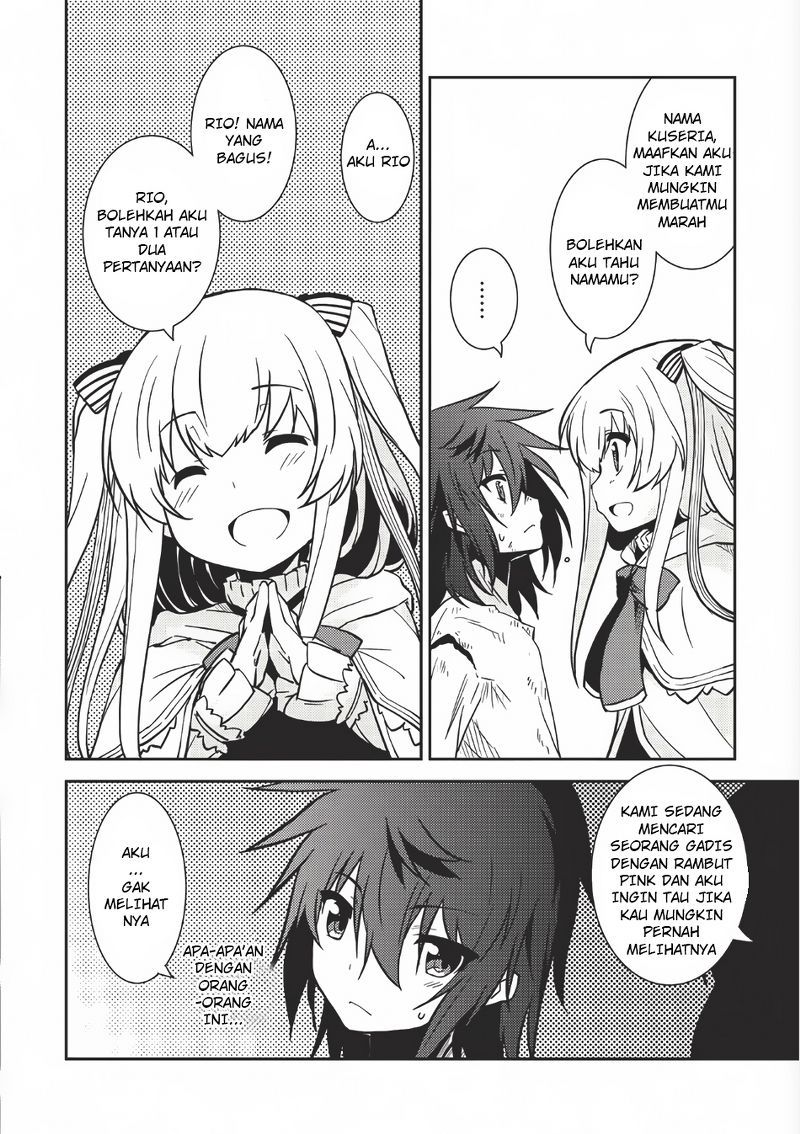 NAMA
KUSERIA,
MAAFKAN AKU
JIKA KAMI
MUNGKIN
MEMBUATMU
MARAH
BOLEHKAN
AKU TAHU
NAMAMU?
......
A...
AKU RIO
RIO! NAMA
YANG
BAGUS!
RIO,
BOLEHKAH AKU
TANYA 1 ATAU
DUA
PERTANYAAN?
KAMI SEDANG
MENCARI
SEORANG GADIS
DENGAN RAMBUT
PINK DAN AKU
INGIN TAU JIKA
KAU MUNGKIN
PERNAH
MELIHATNYA
AKU
...
GAK
MELIHAT
NYA
APA-APA'AN
DENGAN
ORANG
-ORANG
INI...